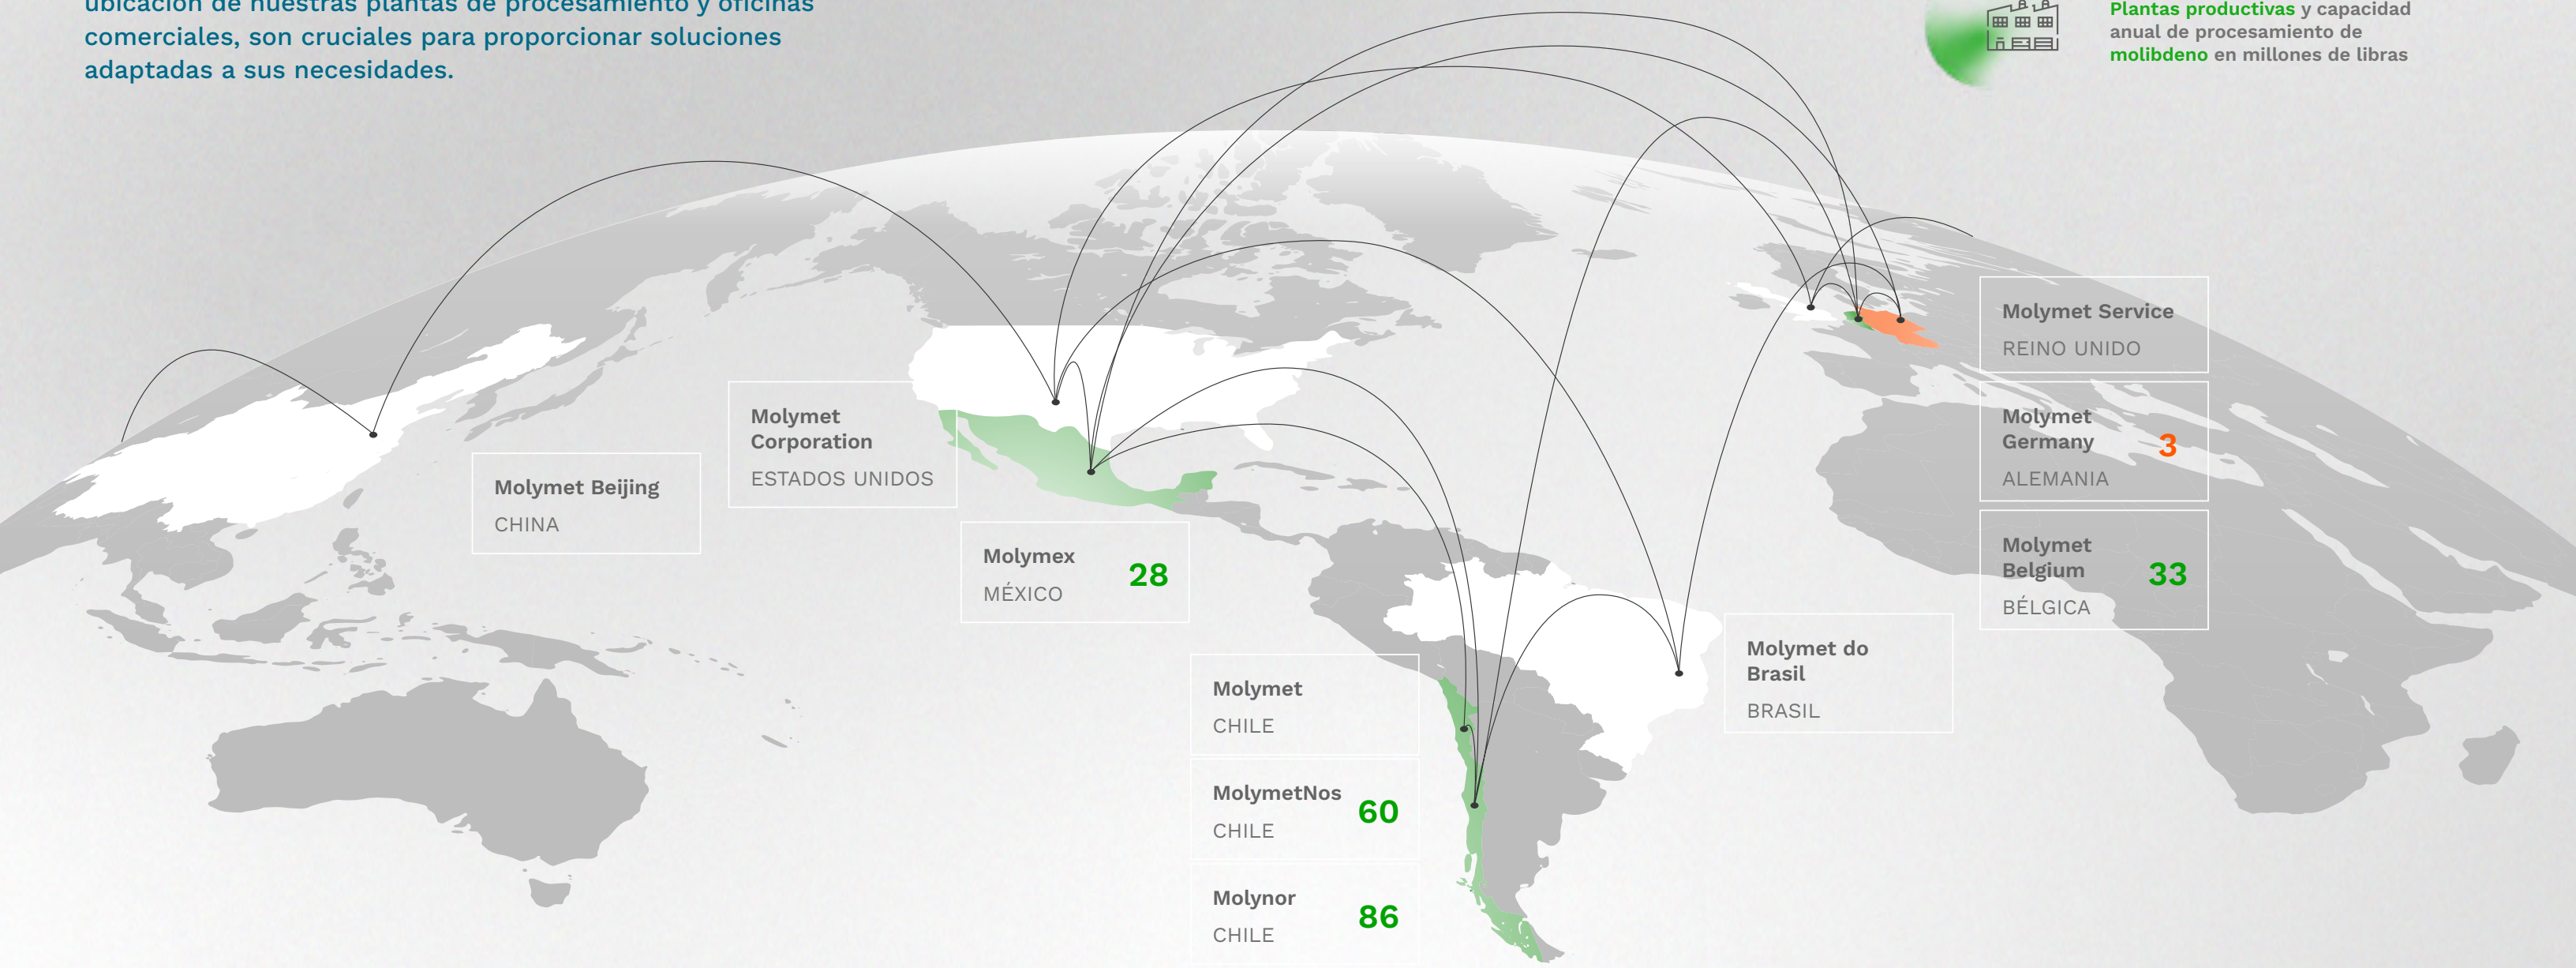 ubicación de nuestras plantas de procesamiento y oficinas
comerciales, son cruciales para proporcionar soluciones
adaptadas a sus necesidades.
Plantas productivas y capacidad
anual de procesamiento de
molibdeno en millones de libras
Molymet Service
REINO UNIDO
Molymet
Germany
ALEMANIA
3
Molymet
Belgium
BÉLGICA
33
Molymet
Corporation
ESTADOS UNIDOS
Molymet Beijing
CHINA
Molymex
MÉXICO
28
Molymet do
Brasil
BRASIL
Molymet
CHILE
MolymetNos
CHILE
60
Molynor
CHILE
86